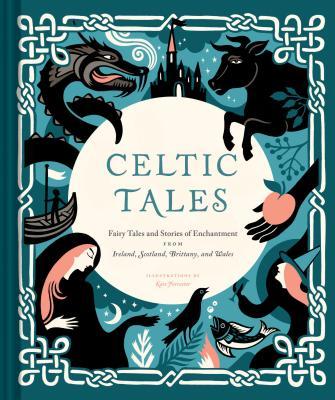 CELTIC
TALES
Fairy Tales and Stories of Enchantment
FROM
Ireland, Scotland, Brittany, and Wales
ILLUSTRATIONS BY
Kate Forrester